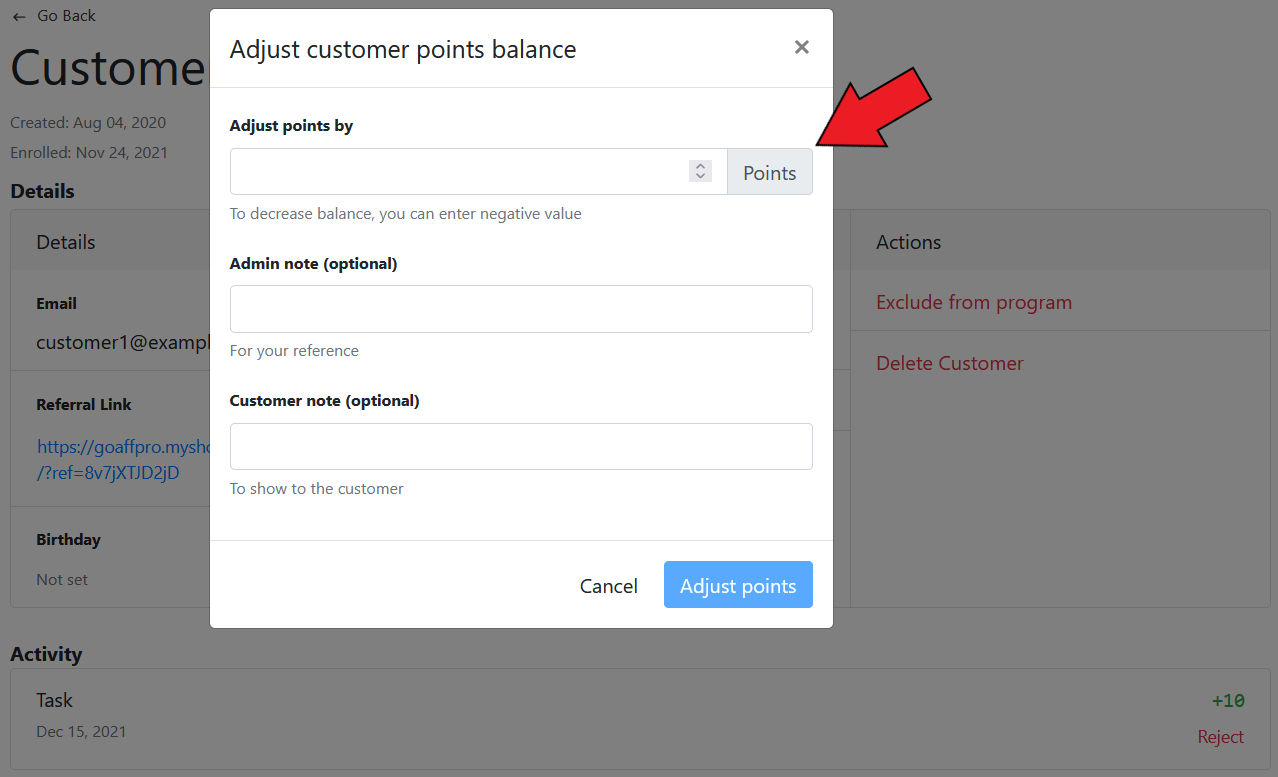 ← Go Back
Custome
Created: Aug 04, 2020
Enrolled: Nov 24, 2021
Details
Details
Email
customer1@exampl
Referral Link
https://goaffpro.mysho
/?ref=8v7jXTJD2jD
Birthday
Not set
Adjust customer points balance
×
Adjust points by
Points
To decrease balance, you can enter negative value
Admin note (optional)
For your reference
Customer note (optional)
To show to the customer
Cancel
Adjust points
Actions
Exclude from program
Delete Customer
Activity
Task
+10
Dec 15, 2021
Reject